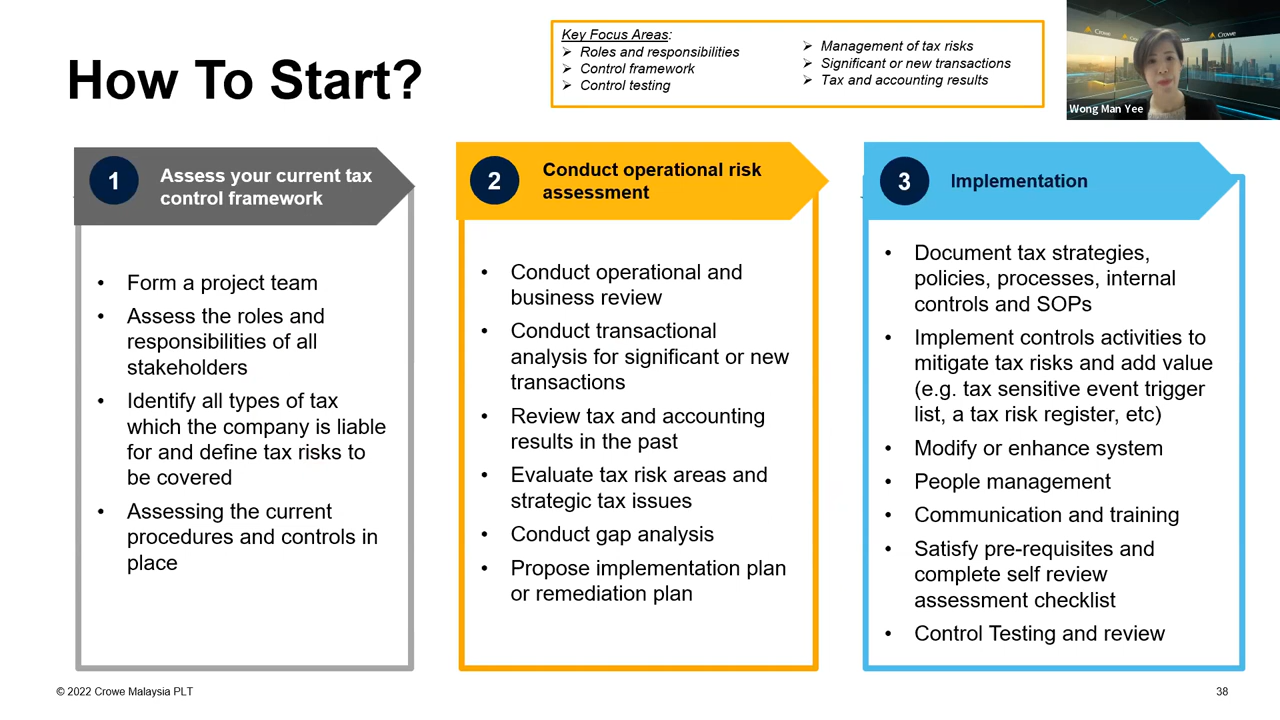 How To Start?
Key Focus Areas:
➢ Roles and responsibilities
➢ Control framework
➢ Control testing
➢ Management of tax risks
➢ Significant or new transactions
➢ Tax and accounting results
Crowe
Crowe
Wong Man Yee
1
Assess your current tax
control framework
• Form a project team
• Assess the roles and
responsibilities of all
stakeholders
• Identify all types of tax
which the company is liable
for and define tax risks to
be covered
• Assessing the current
procedures and controls in
place
2
Conduct operational risk
assessment
• Conduct operational and
business review
• Conduct transactional
analysis for significant or new
transactions
• Review tax and accounting
results in the past
• Evaluate tax risk areas and
strategic tax issues
• Conduct gap analysis
• Propose implementation plan
or remediation plan
3
Implementation
• Document tax strategies,
policies, processes, internal
controls and SOPs
• Implement controls activities to
mitigate tax risks and add value
(e.g. tax sensitive event trigger
list, a tax risk register, etc)
• Modify or enhance system
• People management
• Communication and training
• Satisfy pre-requisites and
complete self review
assessment checklist
• Control Testing and review
© 2022 Crowe Malaysia PLT
38